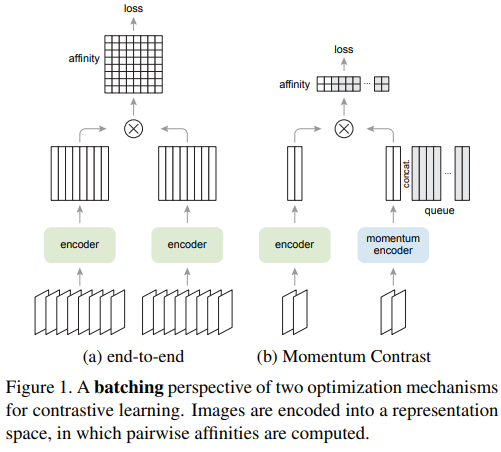 loss
affinity
encoder
encoder
(a) end-to-end
loss
affinity
...
concat.
...
queue
encoder
momentum
encoder
(b) Momentum Contrast
Figure 1. A batching perspective of two optimization mechanisms
for contrastive learning. Images are encoded into a representation
space, in which pairwise affinities are computed.